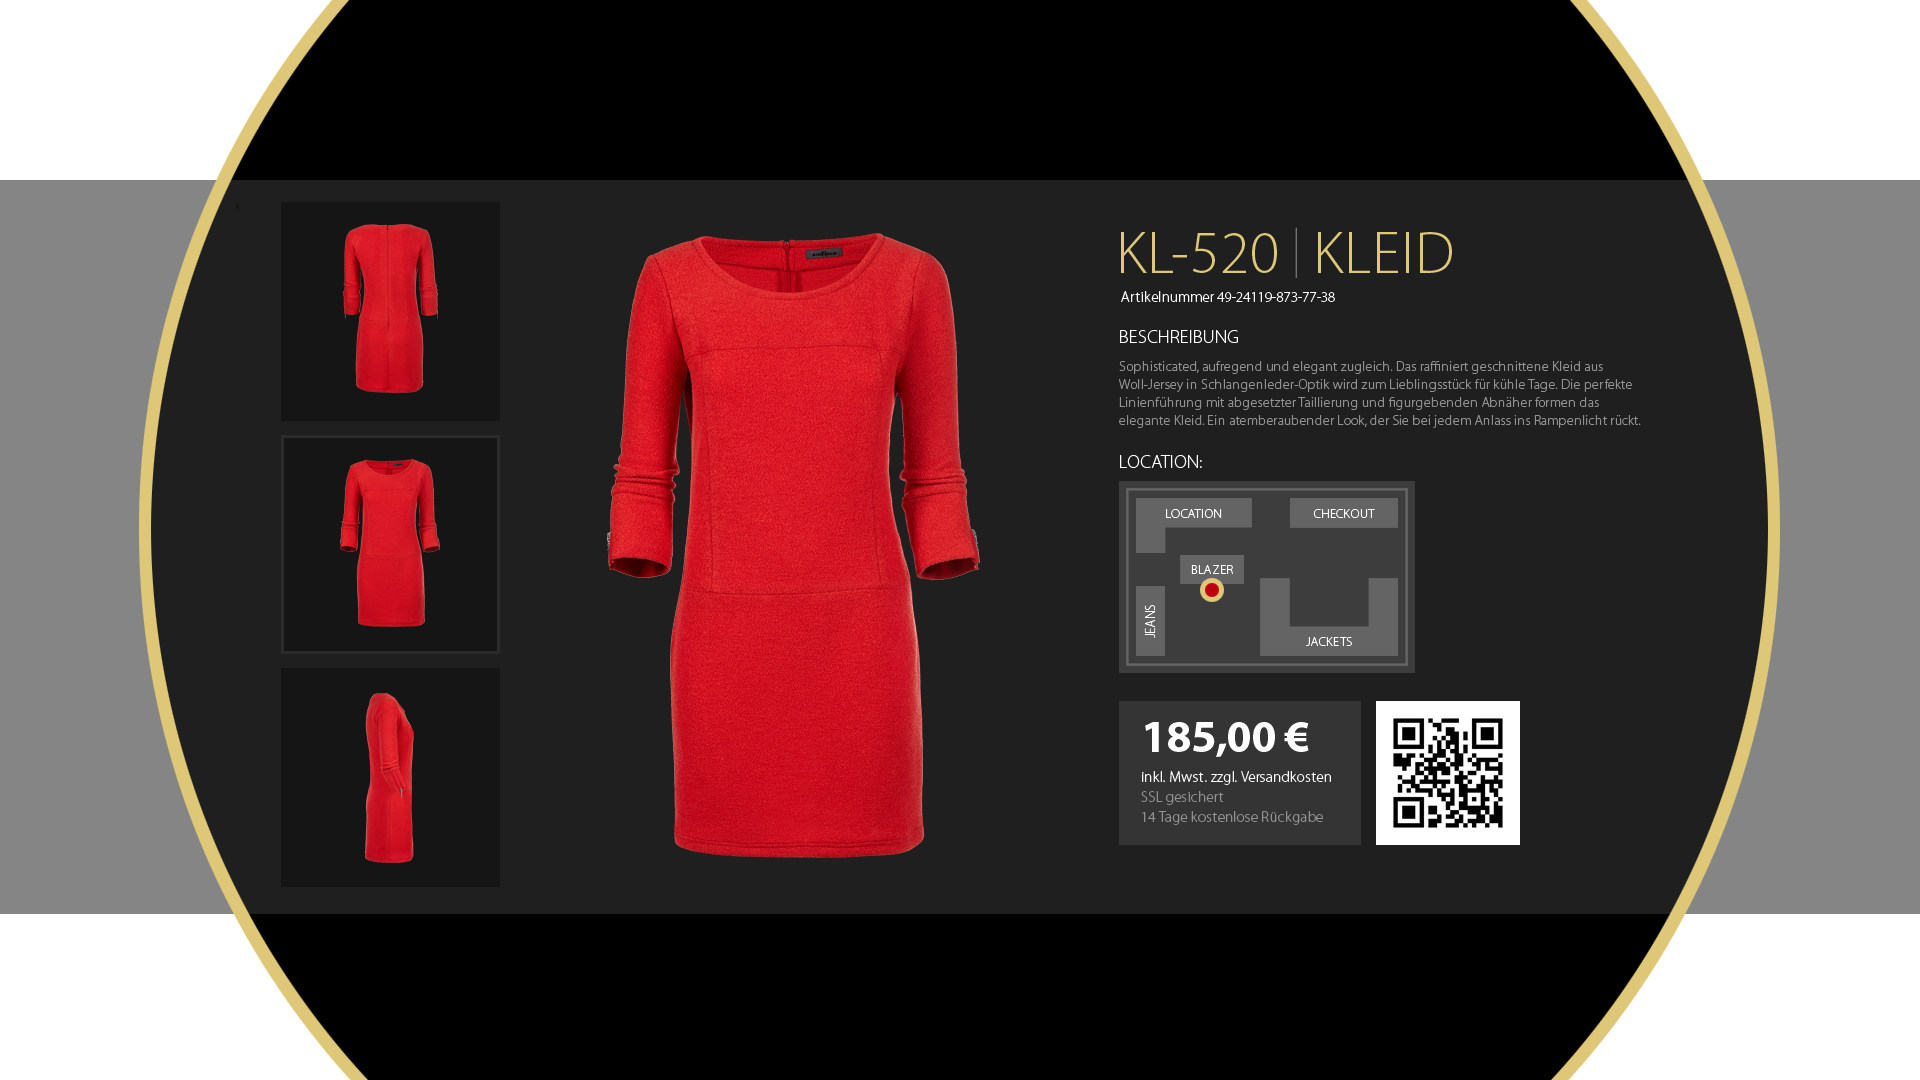 KL-520 | KLEID
Artikelnummer 49-24119-873-77-38
BESCHREIBUNG
Sophisticated, aufregend und elegant zugleich. Das raffiniert geschnittene Kleid aus
Woll-Jersey in Schlangenleder-Optik wird zum Lieblingsstück für kühle Tage. Die perfekte
Linienführung mit abgesetzter Taillierung und figurgebenden Abnäher formen das
elegante Kleid. Ein atemberaubender Look, der Sie bei jedem Anlass ins Rampenlicht rückt.
LOCATION:
LOCATION
CHECKOUT
BLAZER
JEANS
JACKETS
185,00 €
inkl. Mwst. zzgl. Versandkosten
SSL gesichert
14 Tage kostenlose Rückgabe